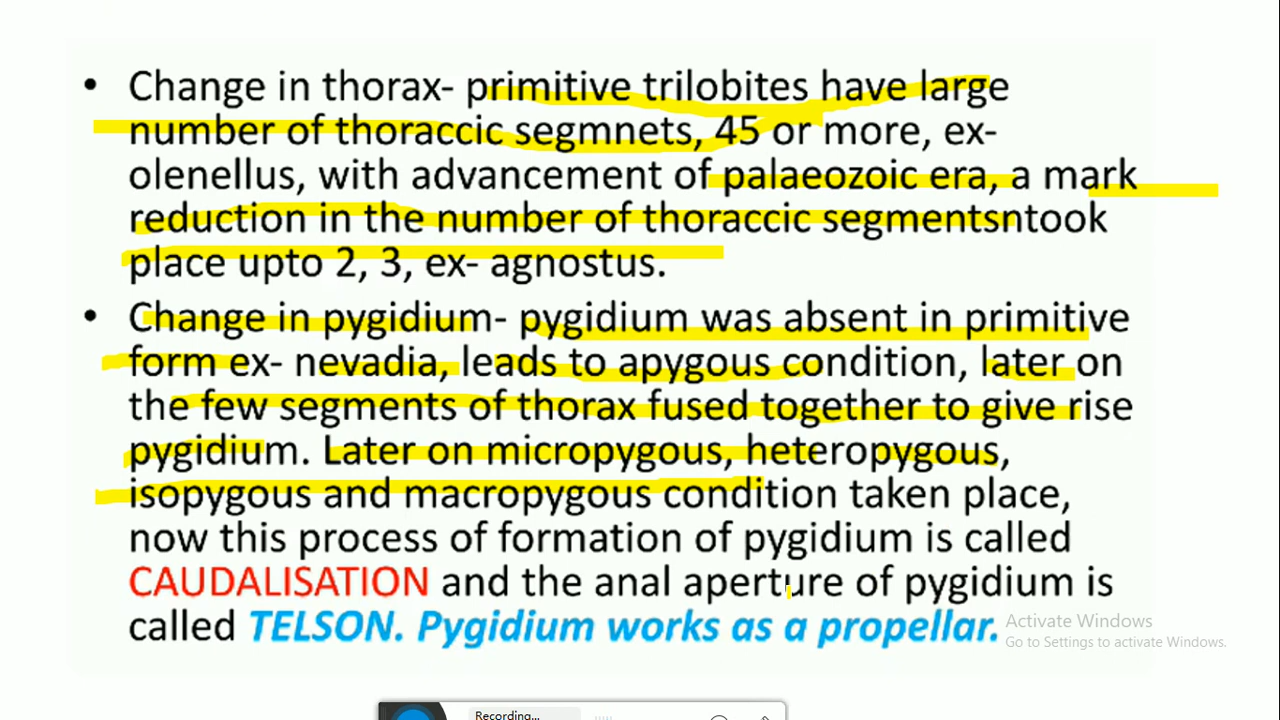 • Change in thorax- primitive trilobites have large
number of thoraccic segmnets, 45 or more, ex-
olenellus, with advancement of palaeozoic era, a mark
reduction in the number of thoraccic segmentsntook
place upto 2, 3, ex- agnostus.
• Change in pygidium- pygidium was absent in primitive
form ex- nevadia, leads to apygous condition, later on
the few segments of thorax fused together to give rise
pygidium. Later on micropygous, heteropygous,
isopygous and macropygous condition taken place,
now this process of formation of pygidium is called
CAUDALISATION and the anal aperture of pygidium is
called TELSON. Pygidium works as a propellar.
Activate Windows
Go to Settings to activate Windows.
Recording...